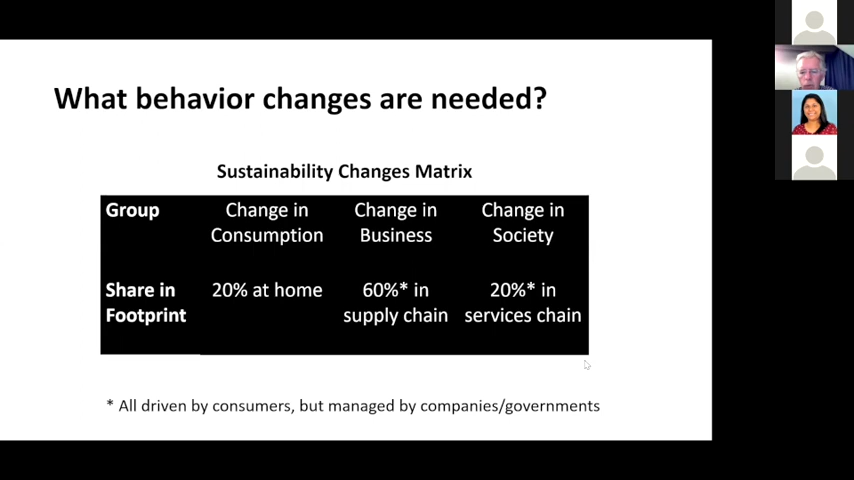 What behavior changes are needed?
Sustainability Changes Matrix
Group
Change in
Consumption
Change in
Business
Change in
Society
Share in
Footprint
20% at home
60%* in
supply chain
20%* in
services chain
* All driven by consumers, but managed by companies/governments